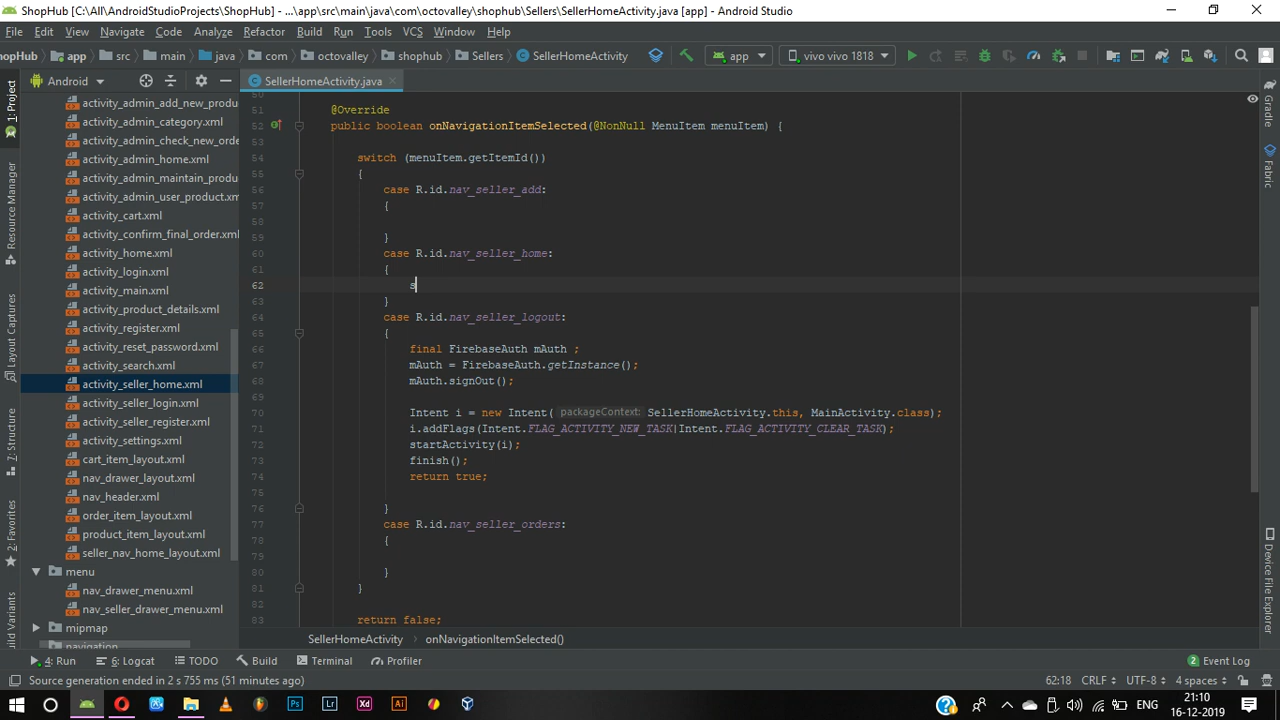 ShopHub [C:\All\AndroidStudioProjects\ShopHub] - ...\app\src\main\java\com\octovalley\shophub\Sellers\SellerHomeActivity.java [app] - Android Studio
File Edit View Navigate Code Analyze Refactor Build Run Tools VCS Window Help
opHub app src main java com octovalley shophub Sellers SellerHomeActivity app vivo vivo 1818
Android SellerHomeActivity.java
1: Project
Resource Manager
Layout Captures
7: Structure
2: Favorites
uild Variants
activity_admin_add_new_produ
activity_admin_category.xml
activity_admin_check_new_orde
activity_admin_home.xml
activity_admin_maintain_produ
activity_admin_user_product.xm
activity_cart.xml
activity_confirm_final_order.xml
activity_home.xml
activity_login.xml
activity_main.xml
activity_product_details.xml
activity_register.xml
activity_reset_password.xml
activity_search.xml
activity_seller_home.xml
activity_seller_login.xml
activity_seller_register.xml
activity_settings.xml
cart_item_layout.xml
nav_drawer_layout.xml
nav_header.xml
order_item_layout.xml
product_item_layout.xml
seller_nav_home_layout.xml
menu
nav_drawer_menu.xml
nav_seller_drawer_menu.xml
mipmap
navigation
50
51 @Override
52 public boolean onNavigationItemSelected(@NonNull MenuItem menuItem) {
53
54 switch (menuItem.getItemId())
55 {
56 case R.id.nav_seller_add:
57 {
58
59 }
60 case R.id.nav_seller_home:
61 {
62 s
63 }
64 case R.id.nav_seller_logout:
65 {
66 final FirebaseAuth mAuth ;
67 mAuth = FirebaseAuth.getInstance();
68 mAuth.signOut();
69
70 Intent i = new Intent( packageContext: SellerHomeActivity.this, MainActivity.class);
71 i.addFlags(Intent.FLAG_ACTIVITY_NEW_TASK|Intent.FLAG_ACTIVITY_CLEAR_TASK);
72 startActivity(i);
73 finish();
74 return true;
75
76 }
77 case R.id.nav_seller_orders:
78 {
79
80 }
81 }
82
83 return false;
Gradle
Fabric
Device File Explorer
SellerHomeActivity › onNavigationItemSelected()
4: Run 6: Logcat TODO Build Terminal Profiler 2 Event Log
Source generation ended in 2 s 755 ms (51 minutes ago) 62:18 CRLF UTF-8 4 spaces
Ps Lr Xd Ai ENG 21:10
16-12-2019